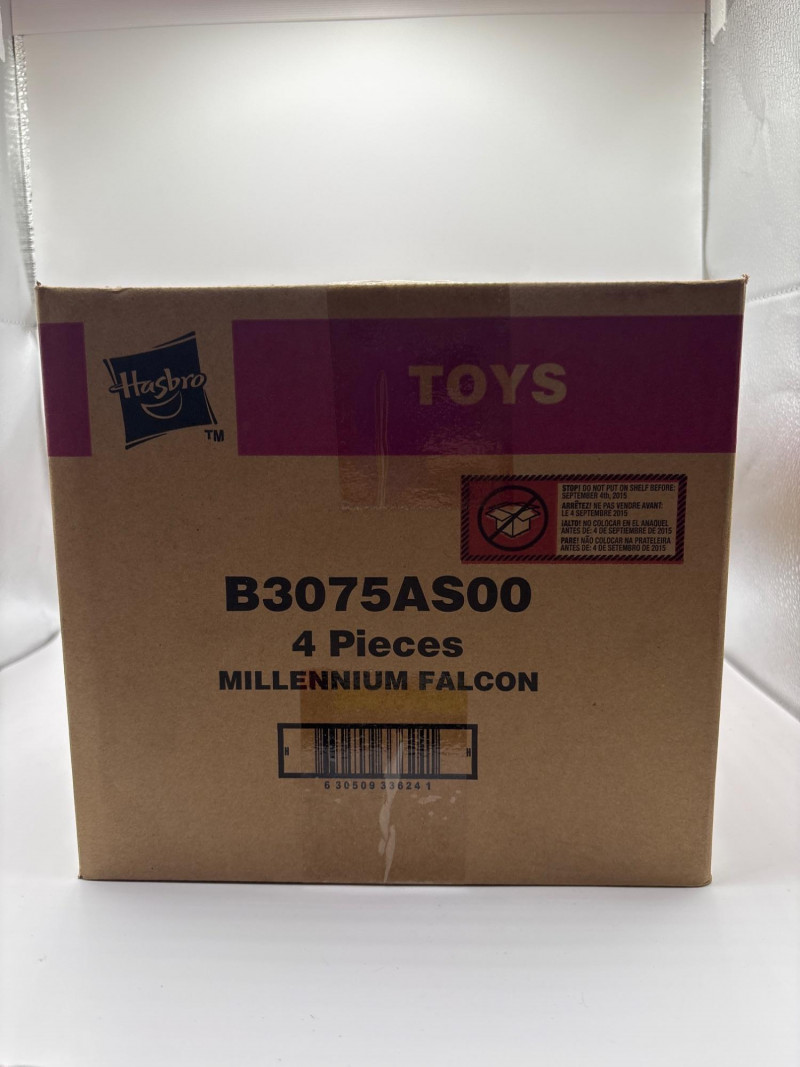 Hasbro
TM
TOYS
STOP! DO NOT PUT ON SHELF BEFORE:
SEPTEMBER 4th, 2015
ARRÊTEZ! NE PAS VENDRE AVANT:
LE 4 SEPTEMBRE 2015
¡ALTO! NO COLOCAR EN EL ANAQUEL
ANTES DE: 4 DE SEPTIEMBRE DE 2015
PARE! NÃO COLOCAR NA PRATELEIRA
ANTES DE: 4 DE SETEMBRO DE 2015
B3075AS00
4 Pieces
MILLENNIUM FALCON
H H
6 30509 33624 1